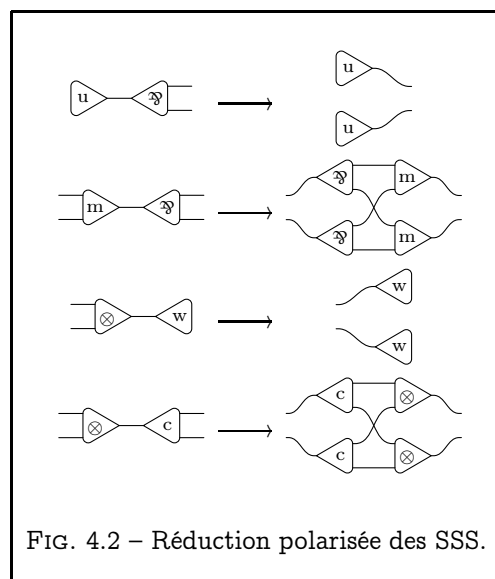 u ⅋ u
u
m ⅋ ⅋ m
⅋ m
⊗ w w
w
⊗ c c ⊗
c ⊗
FIG. 4.2 – Réduction polarisée des SSS.